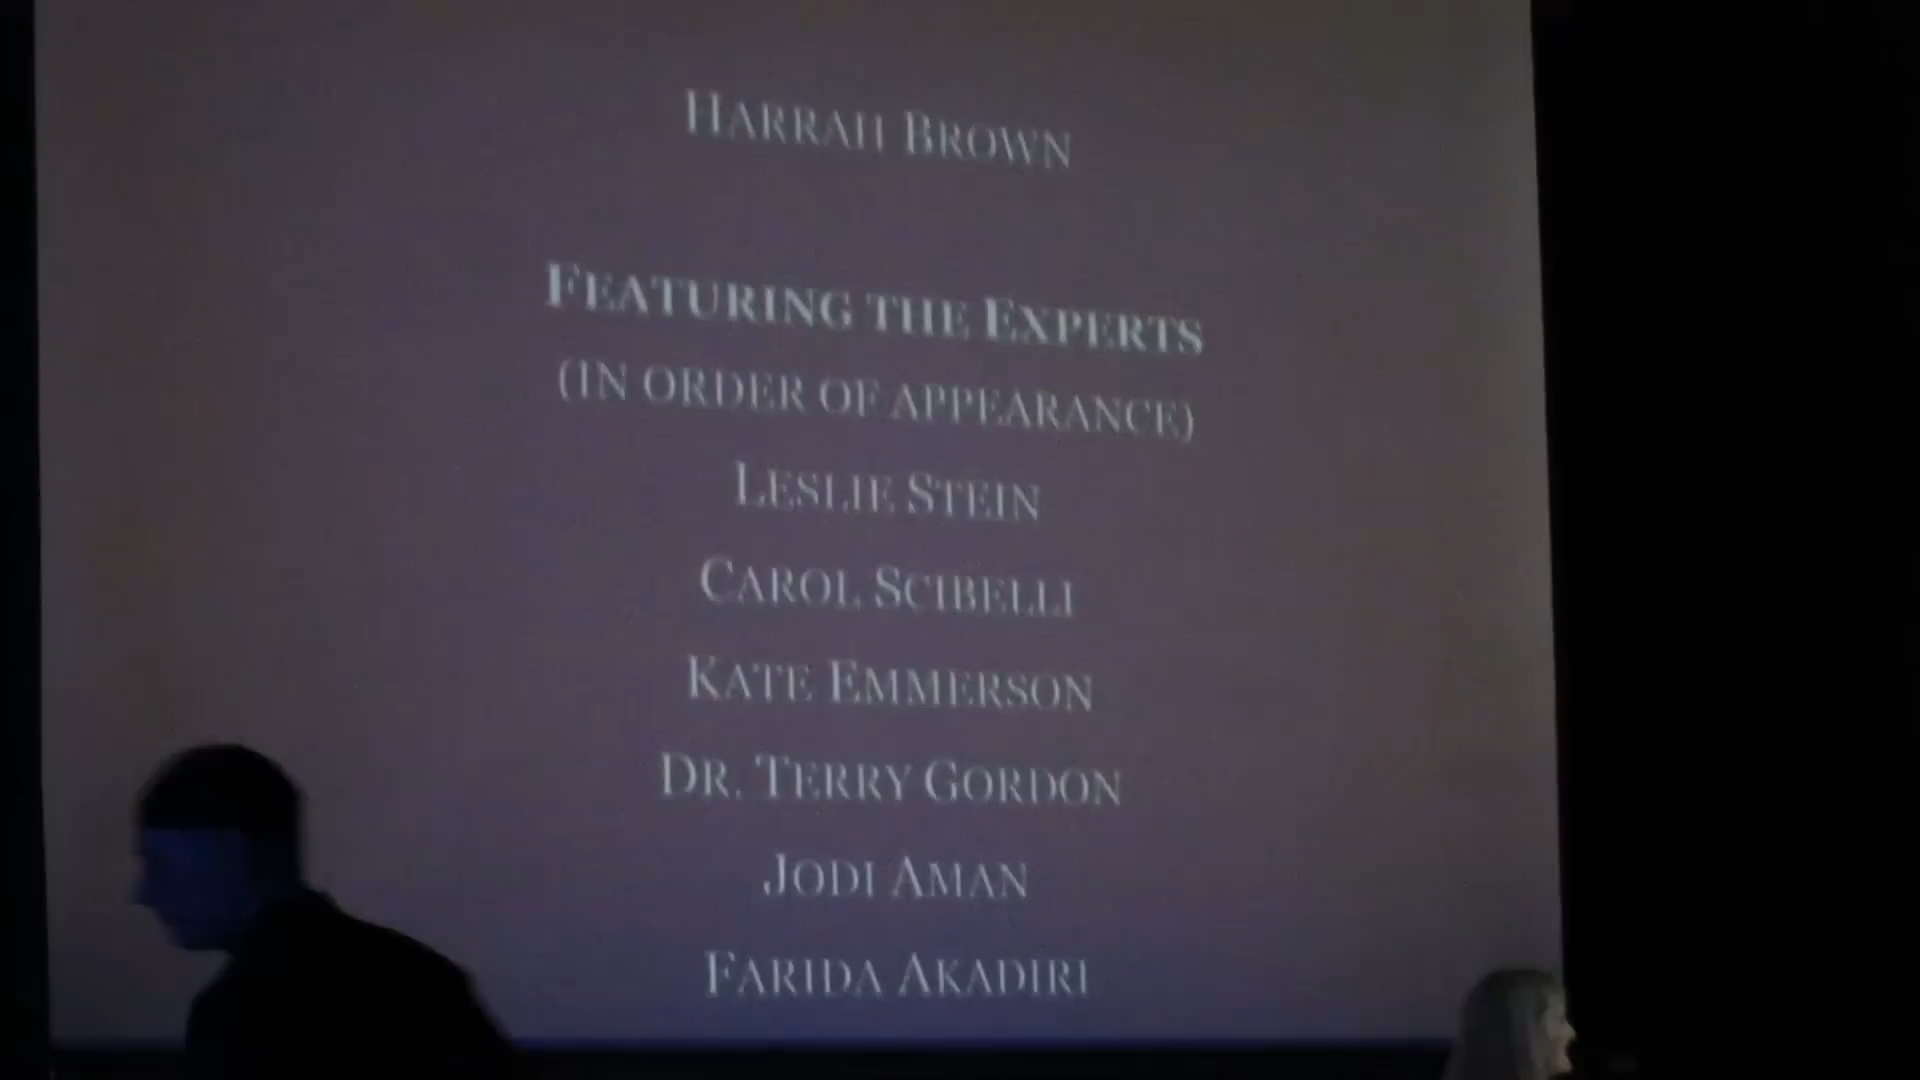 HARRAH BROWN
FEATURING THE EXPERTS
(IN ORDER OF APPEARANCE)
LESLIE STEIN
CAROL SCIBELLI
KATE EMMERSON
DR. TERRY GORDON
JODI AMAN
FARIDA AKADIRI